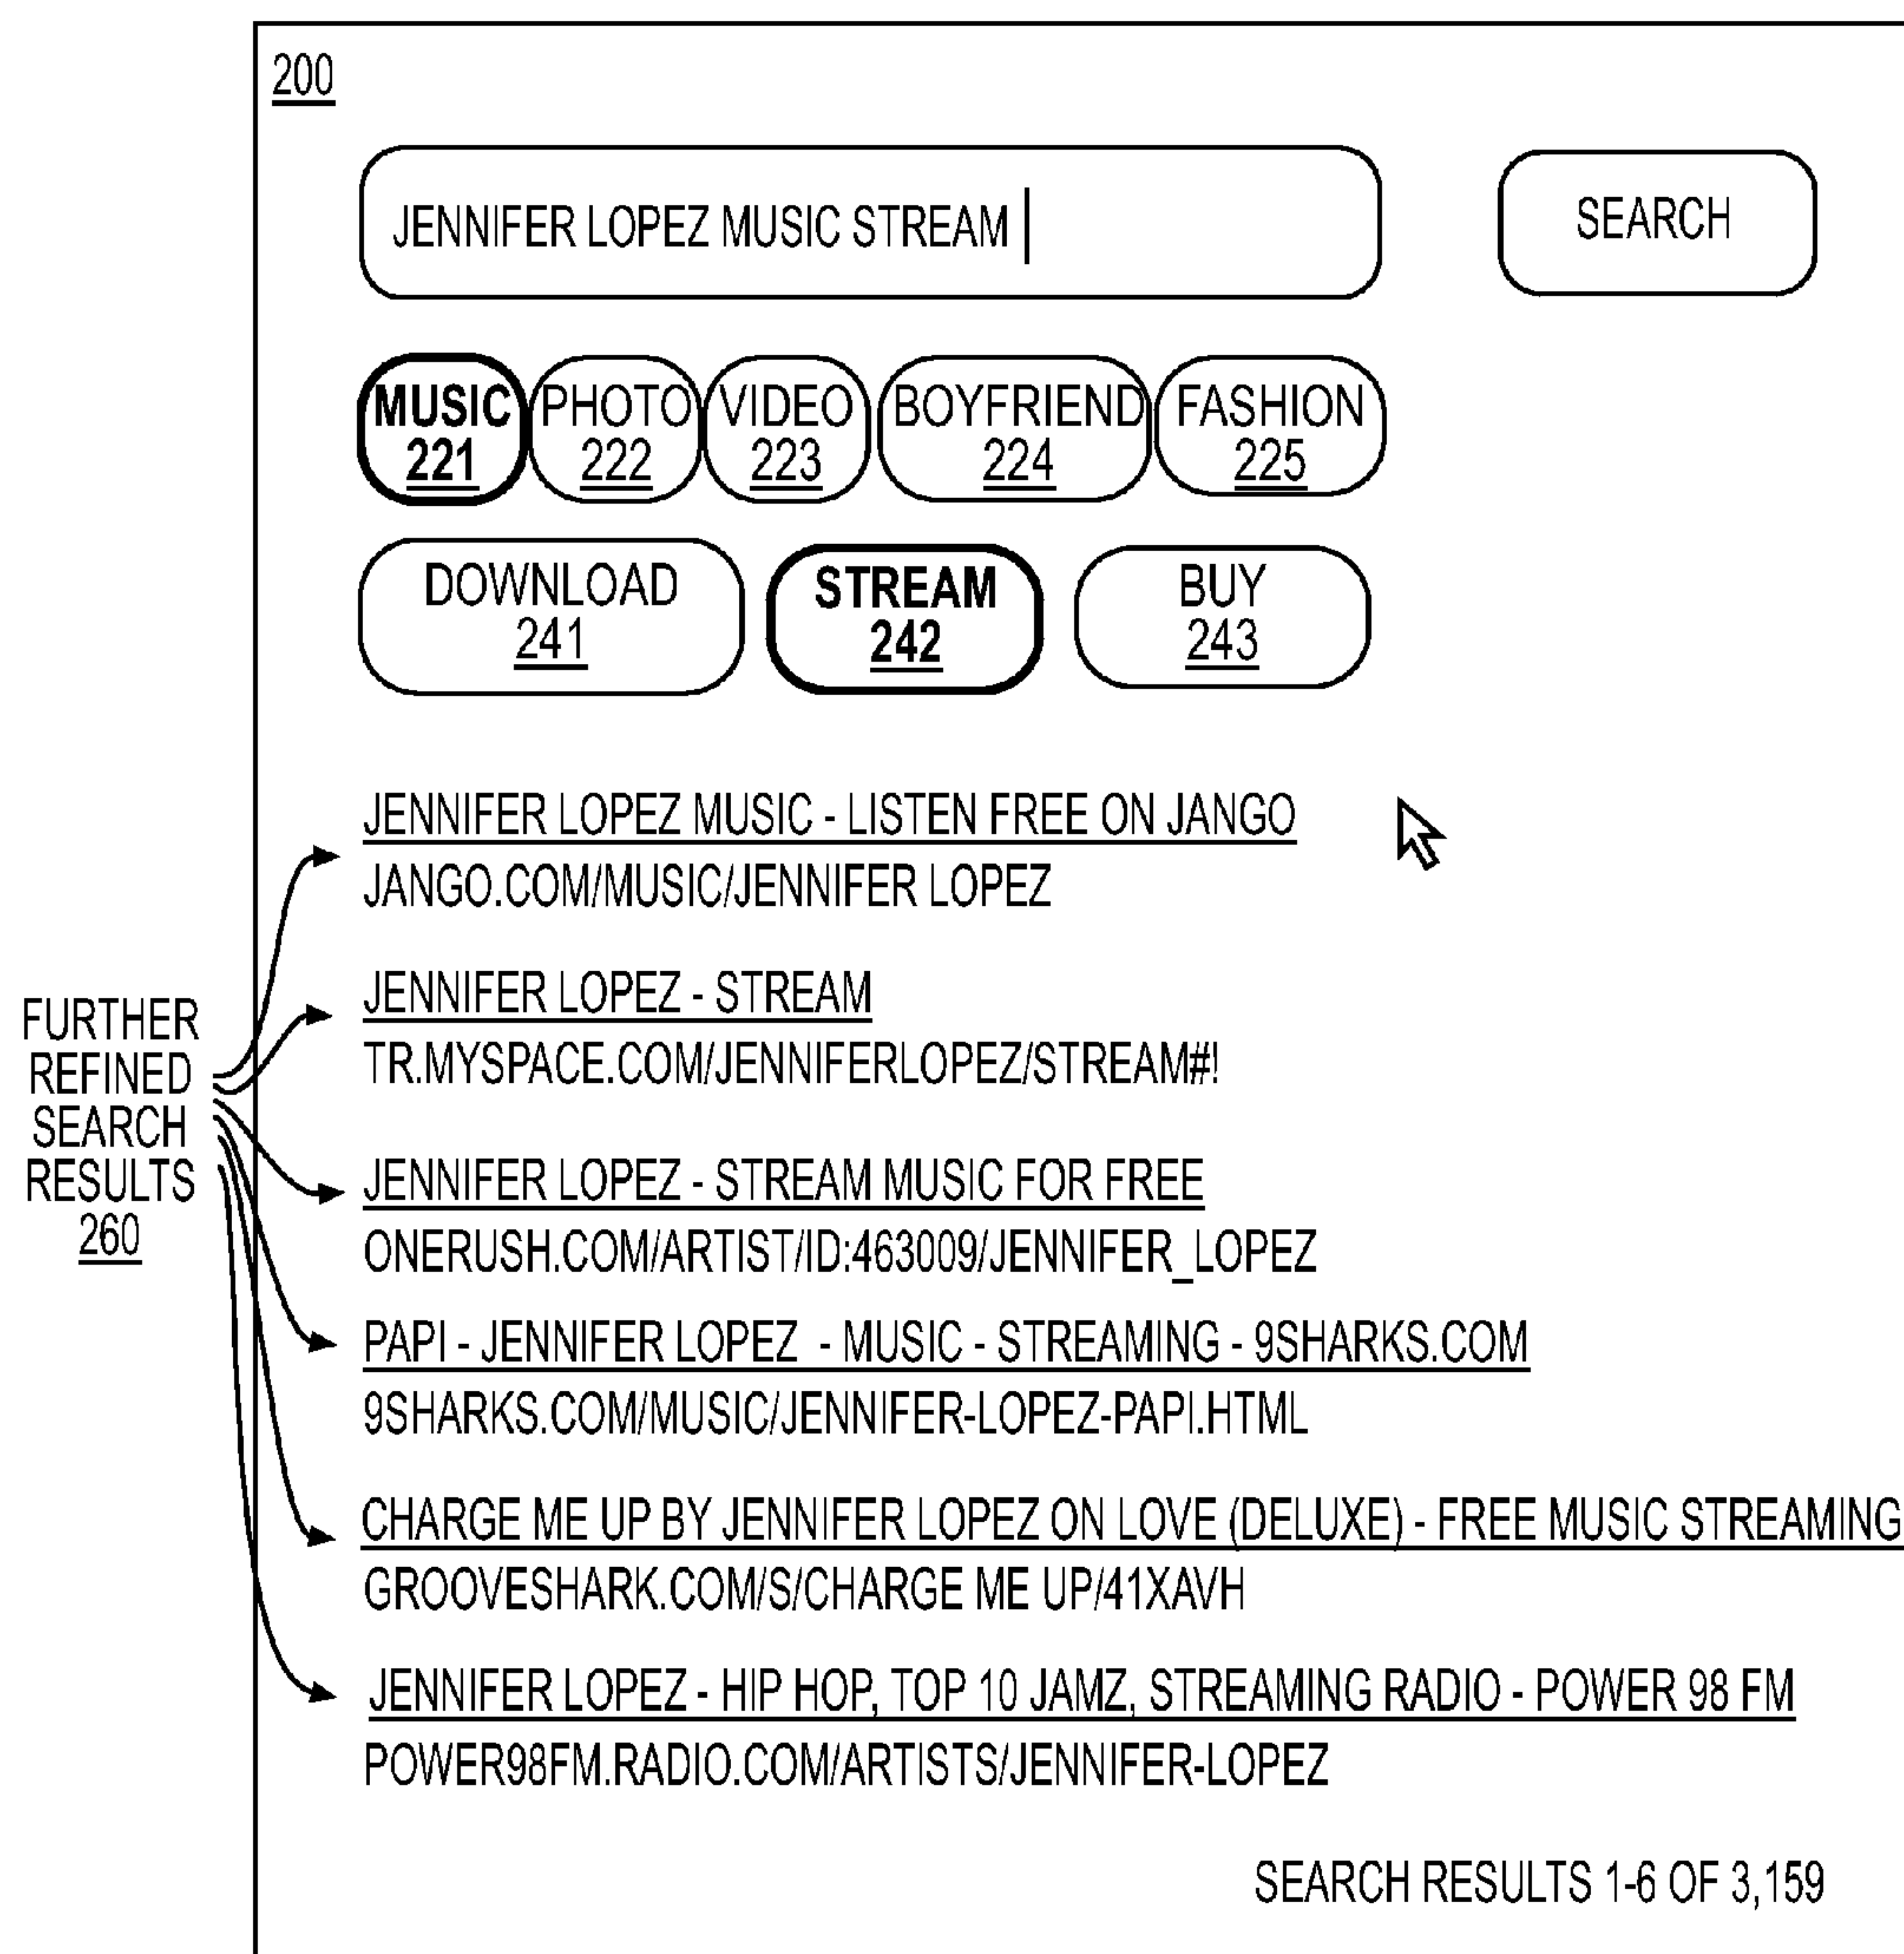 200
JENNIFER LOPEZ MUSIC STREAM
SEARCH
MUSIC
221
PHOTO
222
VIDEO
223
BOYFRIEND
224
FASHION
225
DOWNLOAD
241
STREAM
242
BUY
243
FURTHER
REFINED
SEARCH
RESULTS
260
JENNIFER LOPEZ MUSIC - LISTEN FREE ON JANGO
JANGO.COM/MUSIC/JENNIFER LOPEZ
JENNIFER LOPEZ - STREAM
TR.MYSPACE.COM/JENNIFERLOPEZ/STREAM#!
JENNIFER LOPEZ - STREAM MUSIC FOR FREE
ONERUSH.COM/ARTIST/ID:463009/JENNIFER_LOPEZ
PAPI - JENNIFER LOPEZ - MUSIC - STREAMING - 9SHARKS.COM
9SHARKS.COM/MUSIC/JENNIFER-LOPEZ-PAPI.HTML
CHARGE ME UP BY JENNIFER LOPEZ ON LOVE (DELUXE) - FREE MUSIC STREAMING
GROOVESHARK.COM/S/CHARGE ME UP/41XAVH
JENNIFER LOPEZ - HIP HOP, TOP 10 JAMZ, STREAMING RADIO - POWER 98 FM
POWER98FM.RADIO.COM/ARTISTS/JENNIFER-LOPEZ
SEARCH RESULTS 1-6 OF 3,159